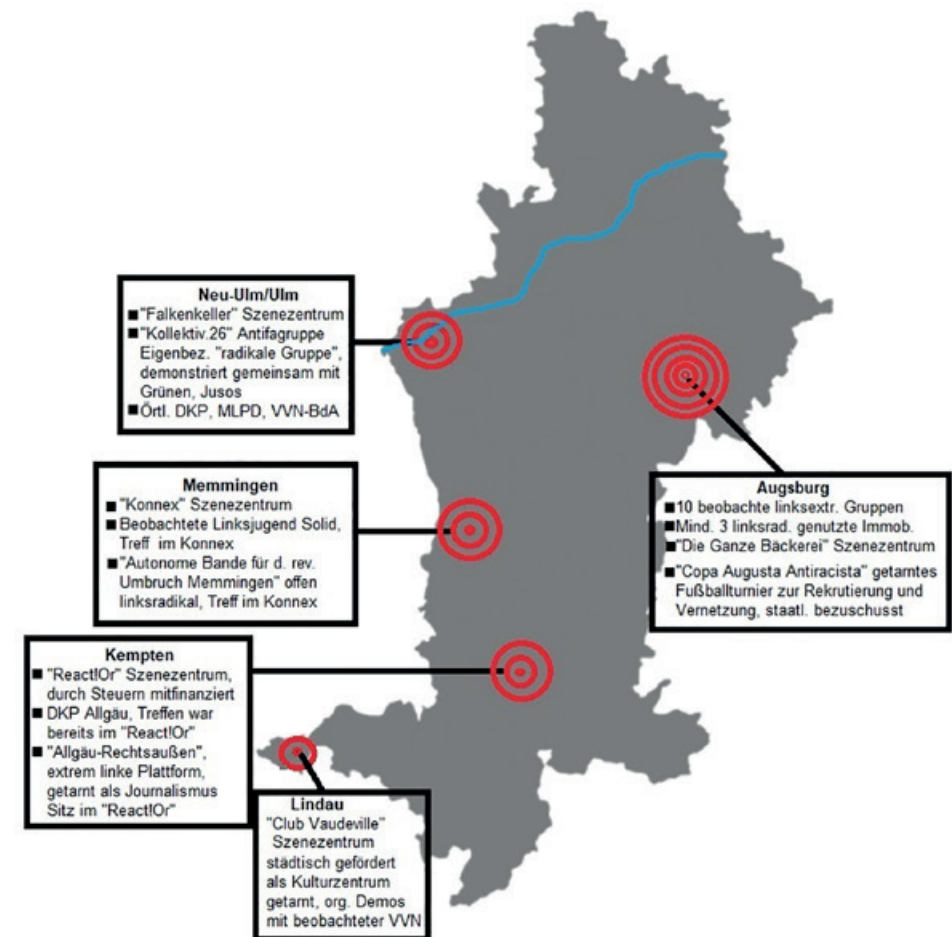 Neu-Ulm/Ulm
■"Falkenkeller" Szenezentrum
■"Kollektiv.26" Antifagruppe
Eigenbez. "radikale Gruppe",
demonstriert gemeinsam mit
Grünen, Jusos
■Örtl. DKP, MLPD, VVN-BdA
Memmingen
■"Konnex" Szenezentrum
■Beobachtete Linksjugend Solid,
Treff im Konnex
■"Autonome Bande für d. rev.
Umbruch Memmingen" offen
linksradikal, Treff im Konnex
Augsburg
■10 beobachte linksextr. Gruppen
■Mind. 3 linksrad. genutzte Immob.
■"Die Ganze Bäckerei" Szenezentrum
■"Copa Augusta Antiracista" getarntes
Fußballturnier zur Rekrutierung und
Vernetzung, staatl. bezuschusst
Kempten
■ "React!Or" Szenezentrum,
durch Steuern mitfinanziert
■ DKP Allgäu, Treffen war
bereits im "React!Or"
■ "Allgäu-Rechtsaußen",
extrem linke Plattform,
getarnt als Journalismus
Sitz im "React!Or"
Lindau
"Club Vaudeville"
Szenezentrum
städtisch gefördert
als Kulturzentrum
getarnt, org. Demos
mit beobachteter VVN